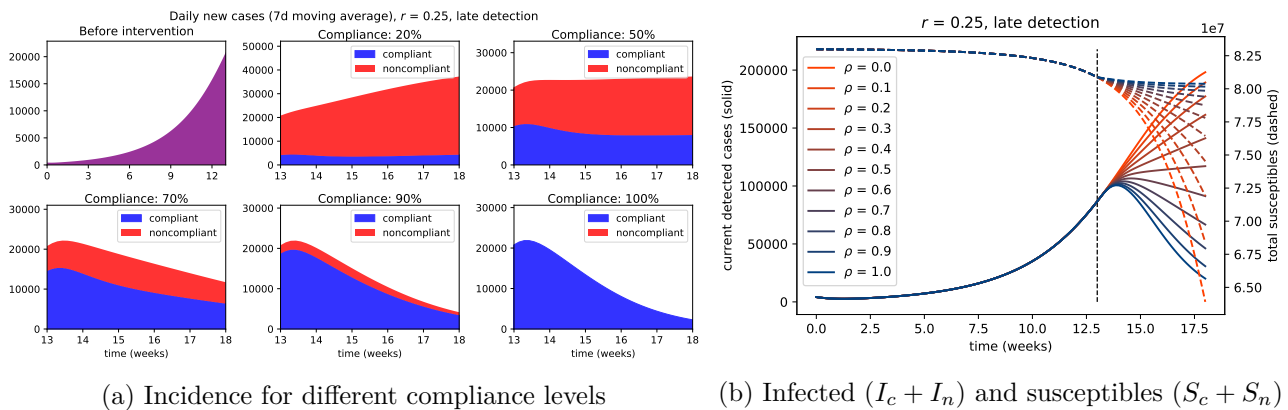 Daily new cases (7d moving average), r = 0.25, late detection
Before intervention
20000
15000
10000
5000
0
0 3 6 9 12
Compliance: 20%
compliant
noncompliant
50000
40000
30000
20000
10000
0
13 14 15 16 17 18
Compliance: 50%
compliant
noncompliant
30000
20000
10000
0
13 14 15 16 17 18
Compliance: 70%
compliant
noncompliant
30000
20000
10000
0
13 14 15 16 17 18
time (weeks)
Compliance: 90%
compliant
noncompliant
30000
20000
10000
0
13 14 15 16 17 18
time (weeks)
Compliance: 100%
compliant
noncompliant
30000
20000
10000
0
13 14 15 16 17 18
time (weeks)
(a) Incidence for different compliance levels
r = 0.25, late detection
1e7
current detected cases (solid)
200000
150000
100000
50000
0
ρ = 0.0
ρ = 0.1
ρ = 0.2
ρ = 0.3
ρ = 0.4
ρ = 0.5
ρ = 0.6
ρ = 0.7
ρ = 0.8
ρ = 0.9
ρ = 1.0
8.25
8.00
7.75
7.50
7.25
7.00
6.75
6.50
total susceptibles (dashed)
0.0 2.5 5.0 7.5 10.0 12.5 15.0 17.5
time (weeks)
(b) Infected (I_c + I_n) and susceptibles (S_c + S_n)